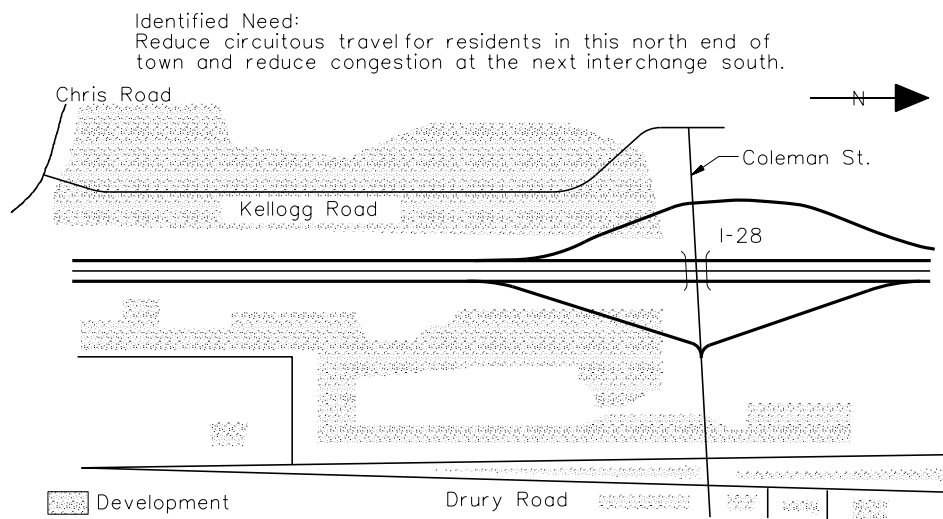 Identified Need:
Reduce circuitous travel for residents in this north end of
town and reduce congestion at the next interchange south.
Chris Road
N
Coleman St.
Kellogg Road
I-28
Development
Drury Road